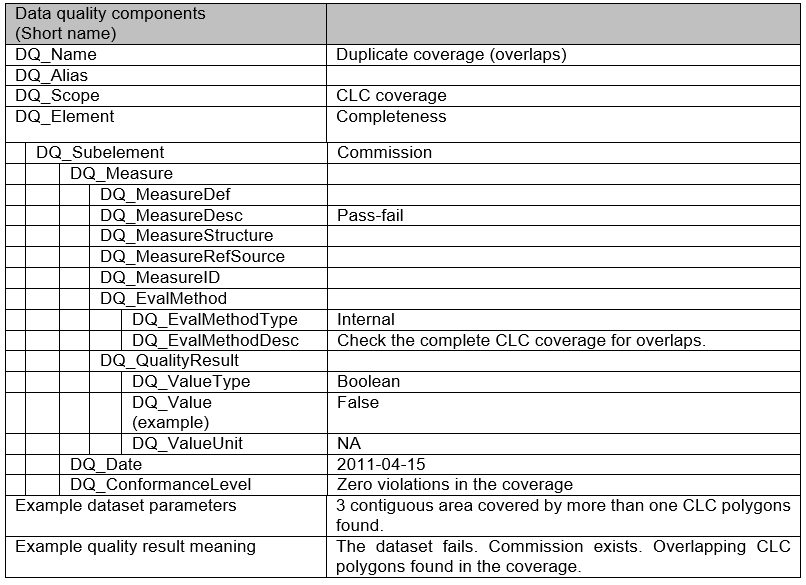 Data quality components
(Short name)
DQ_Name Duplicate coverage (overlaps)
DQ_Alias
DQ_Scope CLC coverage
DQ_Element Completeness
DQ_Subelement Commission
DQ_Measure
DQ_MeasureDef
DQ_MeasureDesc Pass-fail
DQ_MeasureStructure
DQ_MeasureRefSource
DQ_MeasureID
DQ_EvalMethod
DQ_EvalMethodType Internal
DQ_EvalMethodDesc Check the complete CLC coverage for overlaps.
DQ_QualityResult
DQ_ValueType Boolean
DQ_Value False
(example)
DQ_ValueUnit NA
DQ_Date 2011-04-15
DQ_ConformanceLevel Zero violations in the coverage
Example dataset parameters 3 contiguous area covered by more than one CLC polygons
found.
Example quality result meaning The dataset fails. Commission exists. Overlapping CLC
polygons found in the coverage.